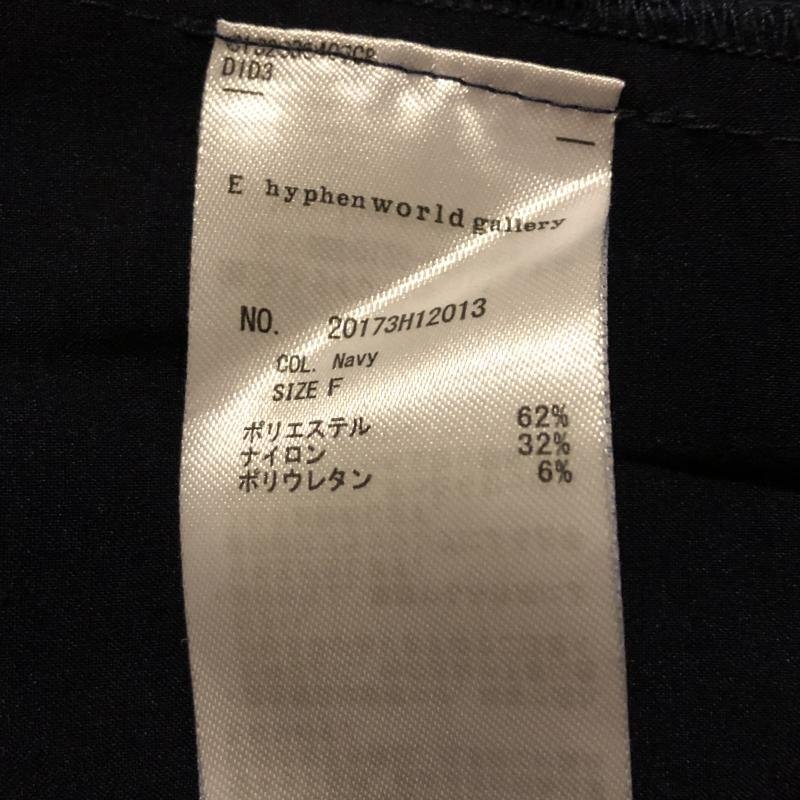 D1D3
E hyphen world gallery
NO. 20173H12013
COL. Navy
SIZE F
ポリエステル 62%
ナイロン 32%
ポリウレタン 6%